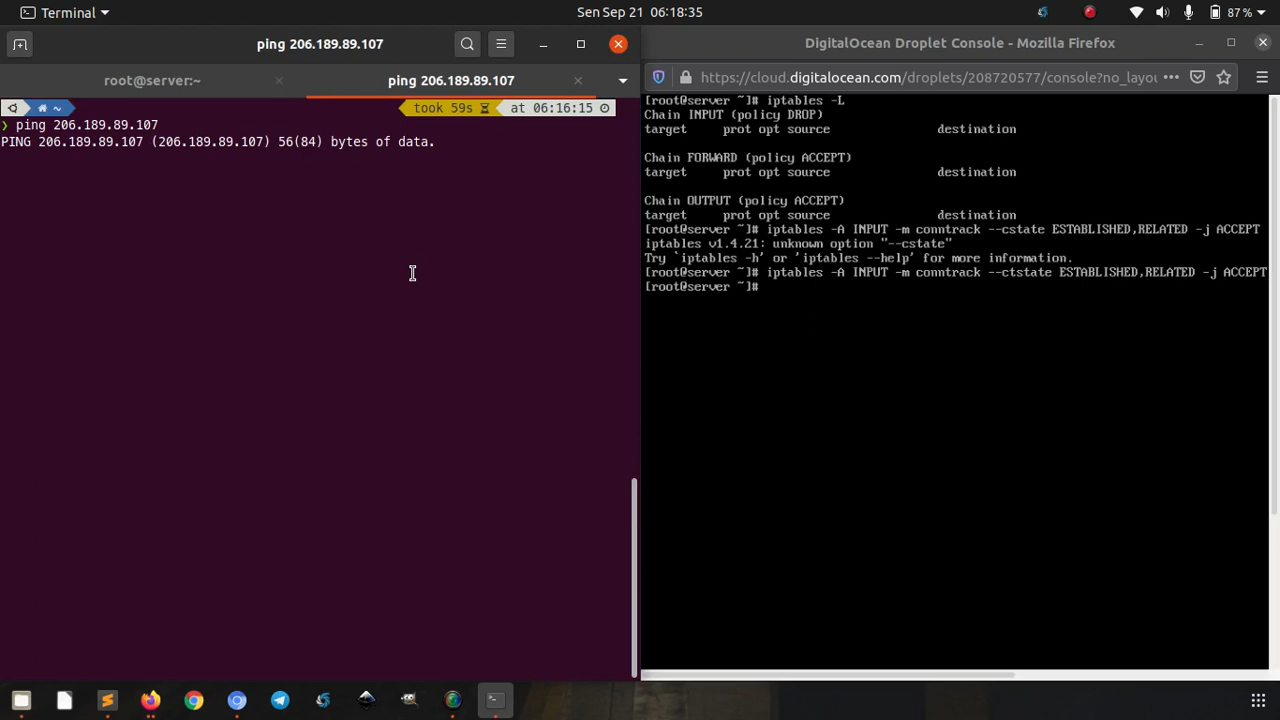 Terminal
Sen Sep 21 06:18:35
87%
ping 206.189.89.107
DigitalOcean Droplet Console - Mozilla Firefox
root@server:~
ping 206.189.89.107
https://cloud.digitalocean.com/droplets/208720577/console?no_layou
~
took 59s
at 06:16:15
❯ ping 206.189.89.107
PING 206.189.89.107 (206.189.89.107) 56(84) bytes of data.
[root@server ~]# iptables -L
Chain INPUT (policy DROP)
target prot opt source destination
Chain FORWARD (policy ACCEPT)
target prot opt source destination
Chain OUTPUT (policy ACCEPT)
target prot opt source destination
[root@server ~]# iptables -A INPUT -m conntrack --cstate ESTABLISHED,RELATED -j ACCEPT
iptables v1.4.21: unknown option "--cstate"
Try `iptables -h' or 'iptables --help' for more information.
[root@server ~]# iptables -A INPUT -m conntrack --ctstate ESTABLISHED,RELATED -j ACCEPT
[root@server ~]#